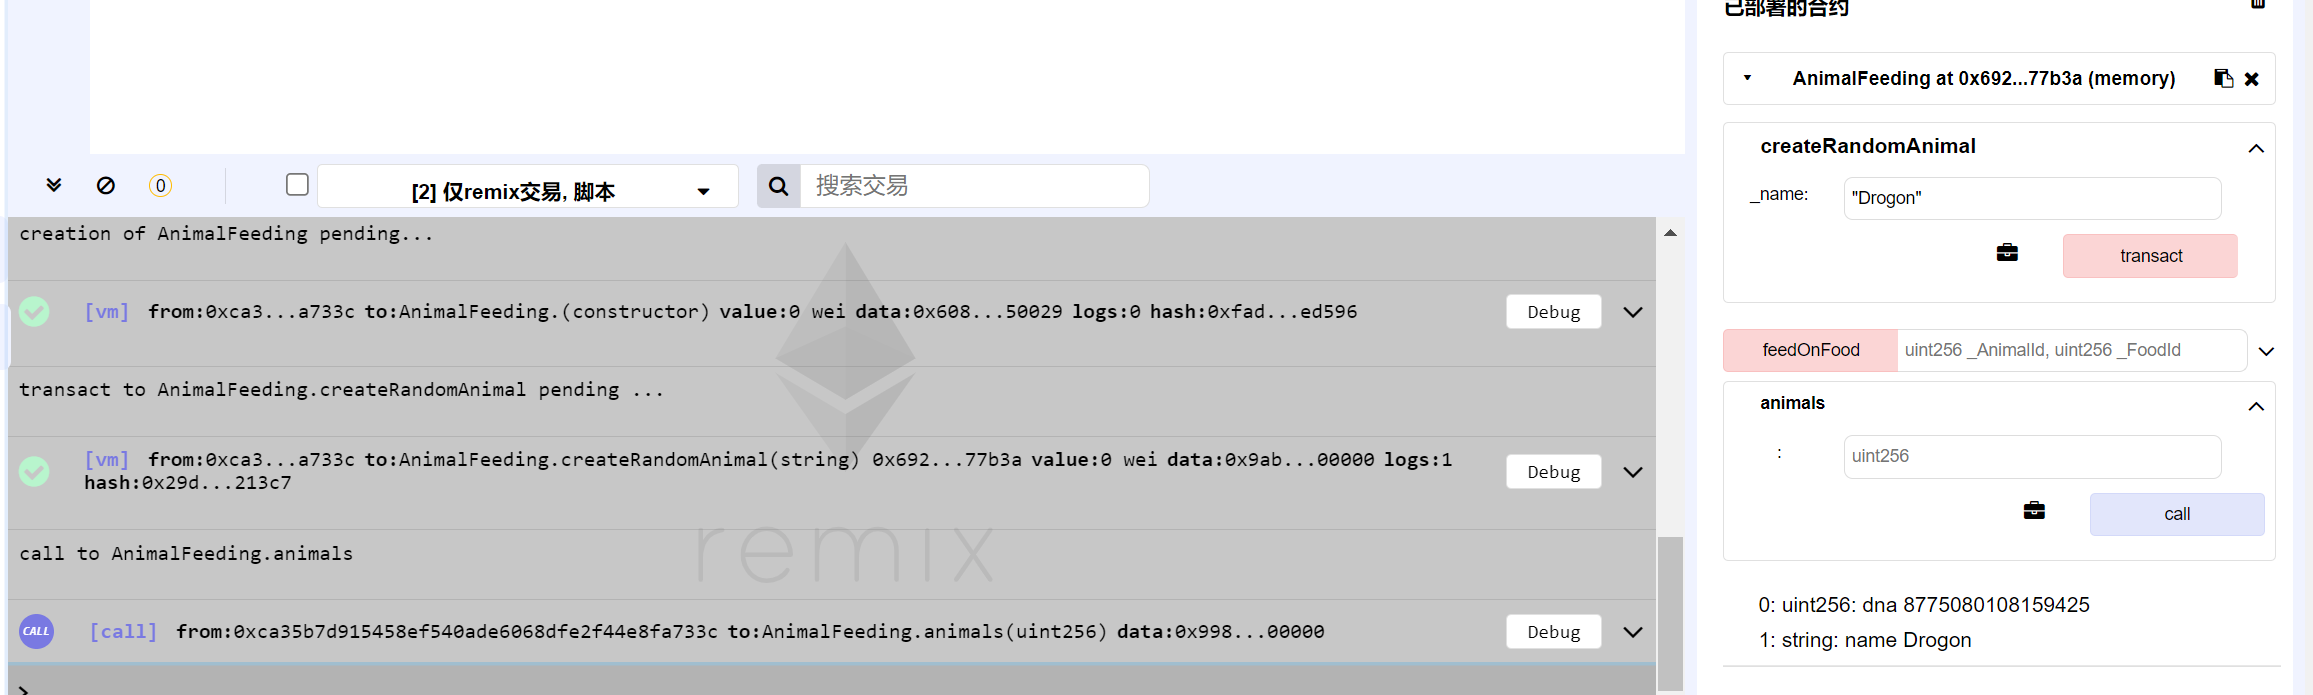 已部署的合约
AnimalFeeding at 0x692...77b3a (memory)
createRandomAnimal
_name:
"Drogon"
transact
feedOnFood
uint256 _AnimalId, uint256 _FoodId
animals
:
uint256
call
0: uint256: dna 8775080108159425
1: string: name Drogon
0
[2] 仅remix交易, 脚本
搜索交易
creation of AnimalFeeding pending...
[vm] from:0xca3...a733c to:AnimalFeeding.(constructor) value:0 wei data:0x608...50029 logs:0 hash:0xfad...ed596
Debug
transact to AnimalFeeding.createRandomAnimal pending ...
[vm] from:0xca3...a733c to:AnimalFeeding.createRandomAnimal(string) 0x692...77b3a value:0 wei data:0x9ab...00000 logs:1
hash:0x29d...213c7
Debug
remix
call to AnimalFeeding.animals
CALL
[call] from:0xca35b7d915458ef540ade6068dfe2f44e8fa733c to:AnimalFeeding.animals(uint256) data:0x998...00000
Debug
>